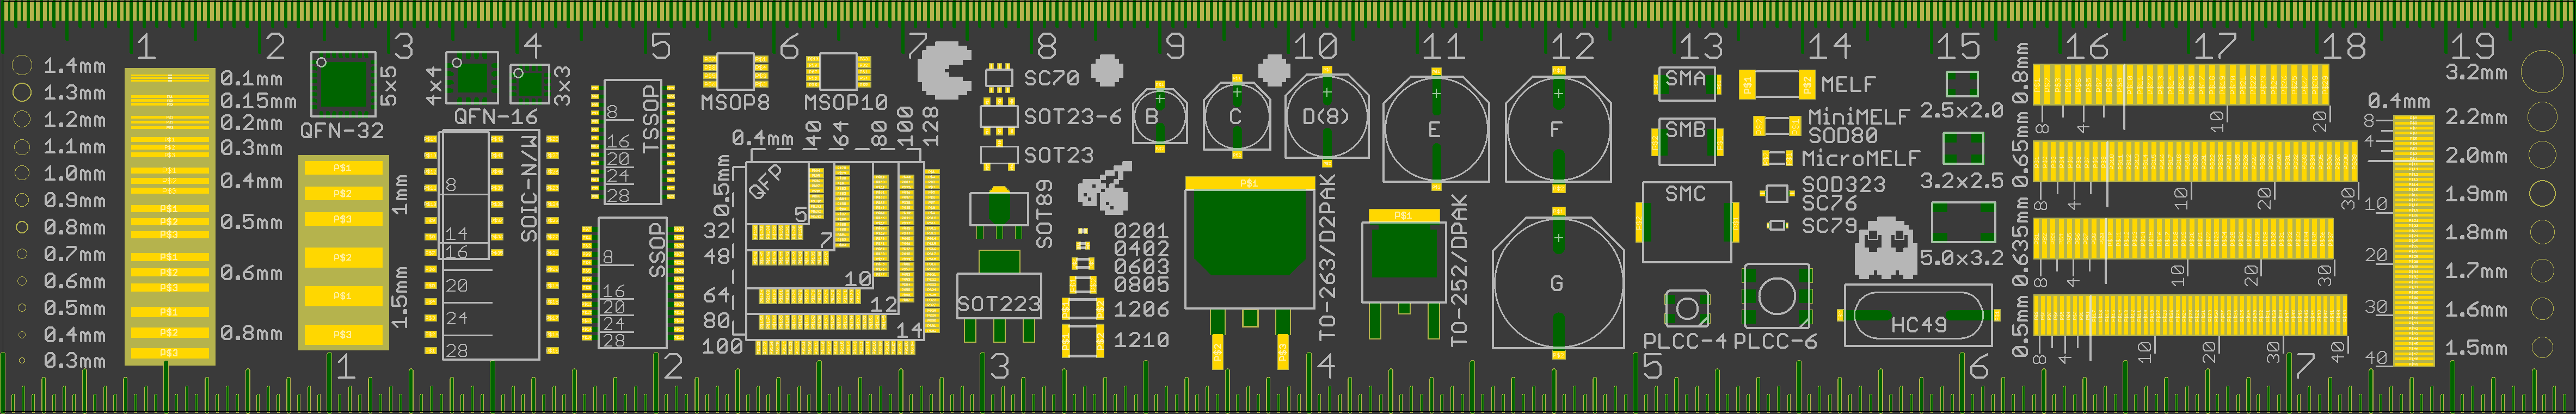 1 2 3 4 5 6 7 8 9 10 11 12 13 14 15 16 17 18 19
1.4mm
1.3mm
1.2mm
1.1mm
1.0mm
0.9mm
0.8mm
0.7mm
0.6mm
0.5mm
0.4mm
0.3mm
0.1mm
0.15mm
0.2mm
0.3mm
0.4mm
0.5mm
0.6mm
0.8mm
P$1
P$2
P$3
P$1
P$2
P$3
P$1
P$2
P$3
5x5
QFN-32
P$1
P$2
P$3
P$2
P$1
P$3
1mm
1.5mm
4x4
3x3
QFN-16
SOIC-N/W/M
8
14
16
16
20
24
28
TSSOP
8
16
20
24
28
SSOP
8
16
20
24
28
MSOP8
MSOP10
0.4mm
40
64
80
100
128
0.5mm
QFP
5
7
10
12
14
32
48
64
80
100
SC70
SOT23-6
SOT23
SOT89
SOT223
0201
0402
0603
0805
1206
1210
B
C
D(8)
E
F
G
P$1
P$2
P$3
TO-263/D2PAK
P$1
TO-252/DPAK
SMA
SMB
SMC
PLCC-4
PLCC-6
MELF
MiniMELF
SOD80
MicroMELF
SOD323
SC76
SC79
2.5x2.0
3.2x2.5
5.0x3.2
HC49
0.8mm
8 4 10 20
0.65mm
8 4 10 20 30
0.635mm
8 4 10 20 30
0.5mm
8 4 10 20 30 40
0.4mm
8
4
10
20
30
40
3.2mm
2.2mm
2.0mm
1.9mm
1.8mm
1.7mm
1.6mm
1.5mm
1 2 3 4 5 6 7